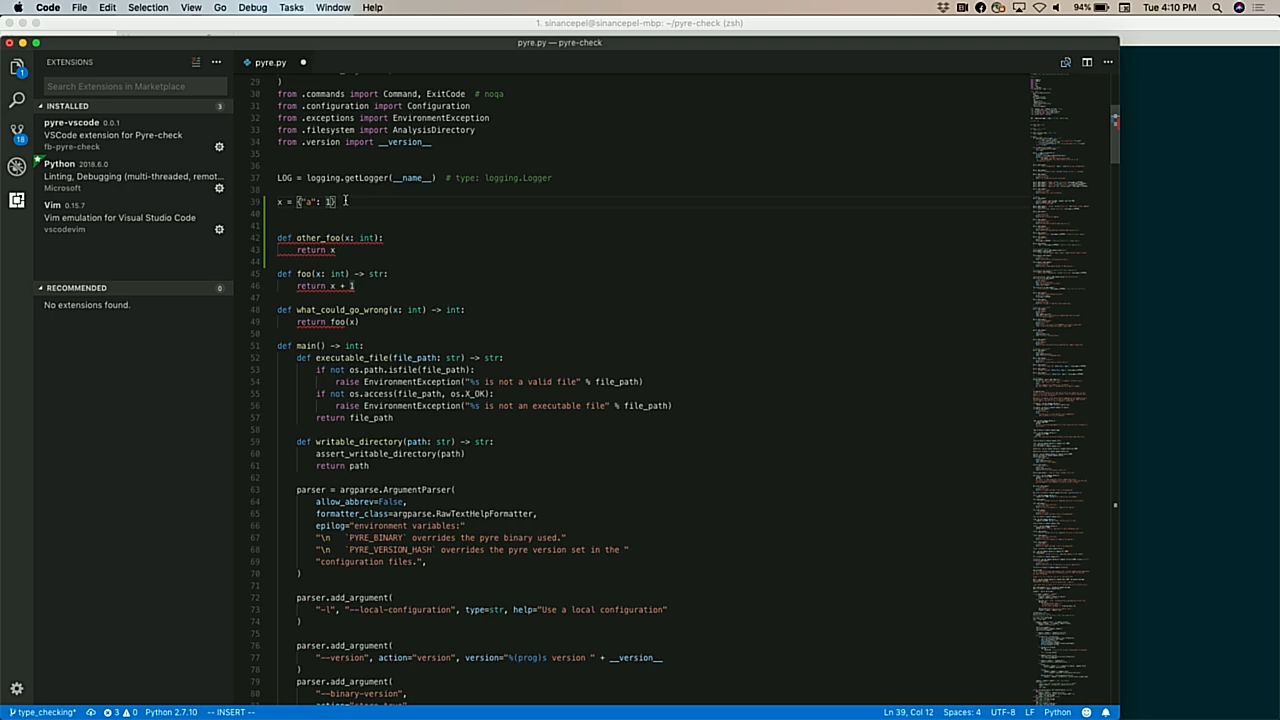 Code File Edit Selection View Go Debug Tasks Window Help 94% Tue 4:10 PM
1. sinancepel@sinancepel-mbp: ~/pyre-check (zsh)
pyre.py — pyre-check
EXTENSIONS
Search Extensions in Marketplace
INSTALLED 3
pyre-vscode 0.0.1
VSCode extension for Pyre-check
fb-pyre-check
Python 2018.6.0
Linting, Debugging (multi-threaded, remot...
Microsoft
Vim 0.15.7
Vim emulation for Visual Studio Code
vscodevim
RECOMMENDED 0
No extensions found.
1
18
pyre.py
29 )
30 from .commands import Command, ExitCode # noqa
31 from .configuration import Configuration
32 from .exceptions import EnvironmentException
33 from .filesystem import AnalysisDirectory
34 from .version import __version__
35
36
37 LOG = logging.getLogger(__name__) # type: logging.Logger
38
39 x = {"a": 1}
40
41
42 def other_foo(x: int):
43 return x
44
45 def foo(x: int) -> str:
46 return x + 1
47
48 def what_could_go_wrong(x: int) -> int:
49 return foo(x)
50
51 def main() -> int:
52 def executable_file(file_path: str) -> str:
53 if not os.path.isfile(file_path):
54 raise EnvironmentException("%s is not a valid file" % file_path)
55 if not os.access(file_path, os.X_OK):
56 raise EnvironmentException("%s is not an executable file" % file_path)
57 return file_path
58
59 def writable_directory(path: str) -> str:
60 assert_writable_directory(path)
61 return path
62
63 parser = argparse.ArgumentParser(
64 allow_abbrev=False,
65 formatter_class=argparse.RawTextHelpFormatter,
66 epilog="environment variables:"
67 overrides the pyre binary used."
68 "\n `PYRE_VERSION_HASH` overrides the pyre version set in the "
69 files.",
70 )
71
72 parser.add_argument(
73 "-l", "--local-configuration", type=str, help="Use a local configuration"
74 )
75
76 parser.add_argument(
77 "--version", action="version", version="%(prog)s version " + __version__
78 )
79 parser.add_argument(
80 "--binary-version",
type_checking* 3 0 Python 2.7.10 -- INSERT -- Ln 39, Col 12 Spaces: 4 UTF-8 LF Python